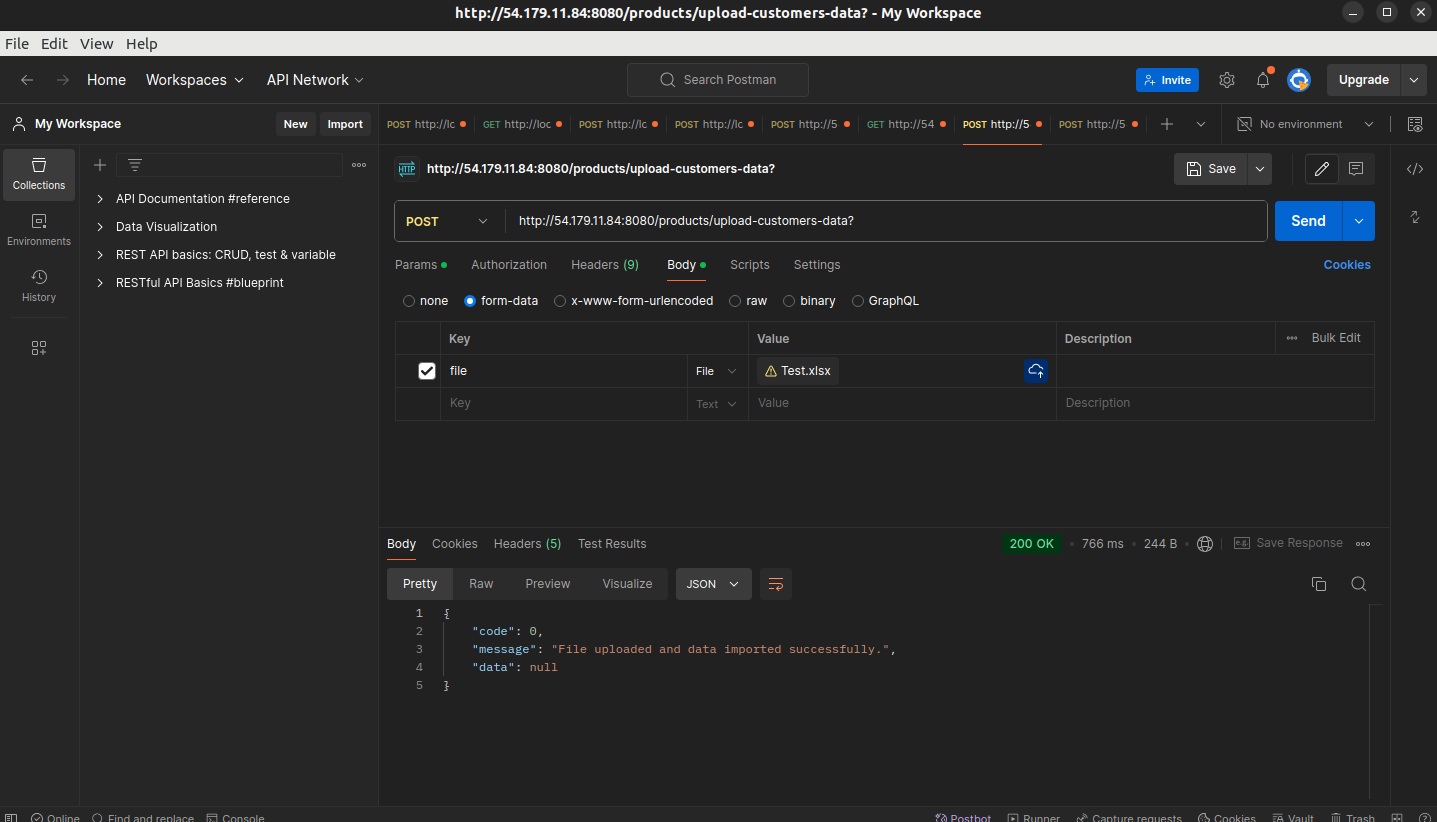 http://54.179.11.84:8080/products/upload-customers-data? - My Workspace
File Edit View Help
Home Workspaces API Network Search Postman Invite Upgrade
My Workspace New Import POST http://lc GET http://loc POST http://lc POST http://lc POST http://5 GET http://54 POST http://5 POST http://5 No environment
Collections
Environments
History
API Documentation #reference
Data Visualization
REST API basics: CRUD, test & variable
RESTful API Basics #blueprint
HTTP http://54.179.11.84:8080/products/upload-customers-data? Save
POST http://54.179.11.84:8080/products/upload-customers-data? Send
Params Authorization Headers (9) Body Scripts Settings Cookies
none form-data x-www-form-urlencoded raw binary GraphQL
Key Value Description Bulk Edit
file File Test.xlsx
Key Text Value Description
Body Cookies Headers (5) Test Results 200 OK 766 ms 244 B e.g. Save Response
Pretty Raw Preview Visualize JSON
1 {
2 "code": 0,
3 "message": "File uploaded and data imported successfully.",
4 "data": null
5 }
Online Find and replace Console Postbot Runner Capture requests Cookies Vault Trash